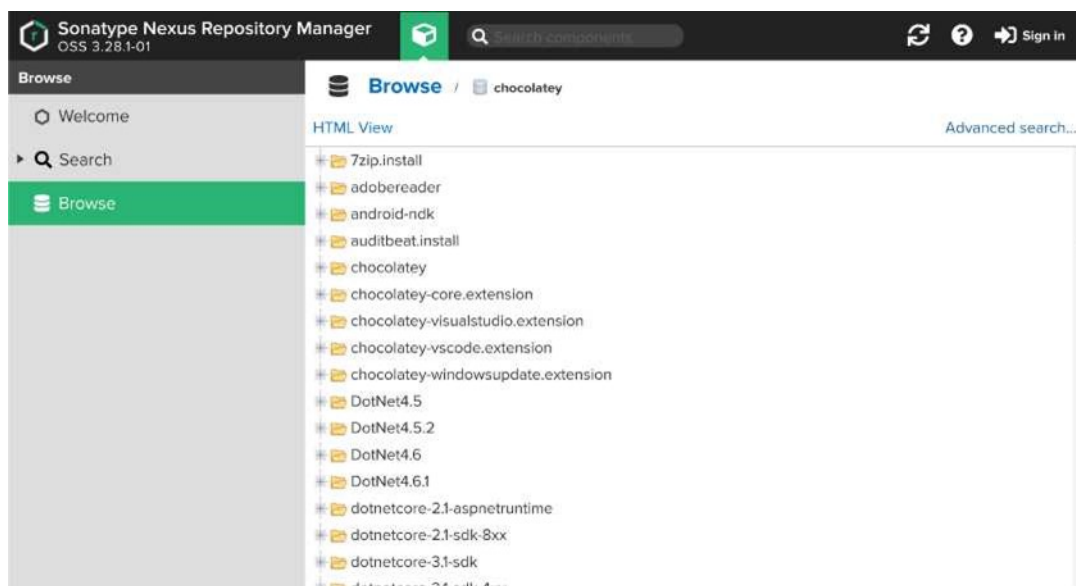 Sonatype Nexus Repository Manager
OSS 3.28.1-01
Search components
Sign in
Browse
Browse / chocolatey
Welcome
HTML View
Advanced search...
Search
Browse
7zip.install
adobereader
android-ndk
auditbeat.install
chocolatey
chocolatey-core.extension
chocolatey-visualstudio.extension
chocolatey-vscode.extension
chocolatey-windowsupdate.extension
DotNet4.5
DotNet4.5.2
DotNet4.6
DotNet4.6.1
dotnetcore-2.1-aspnetruntime
dotnetcore-2.1-sdk-8xx
dotnetcore-3.1-sdk